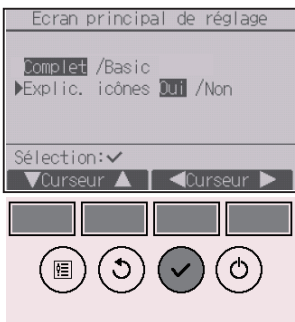 Ecran principal de réglage
Complet /Basic
▶Explic. icônes Oui /Non
Sélection:✓
▼Curseur▲ ◀Curseur▶